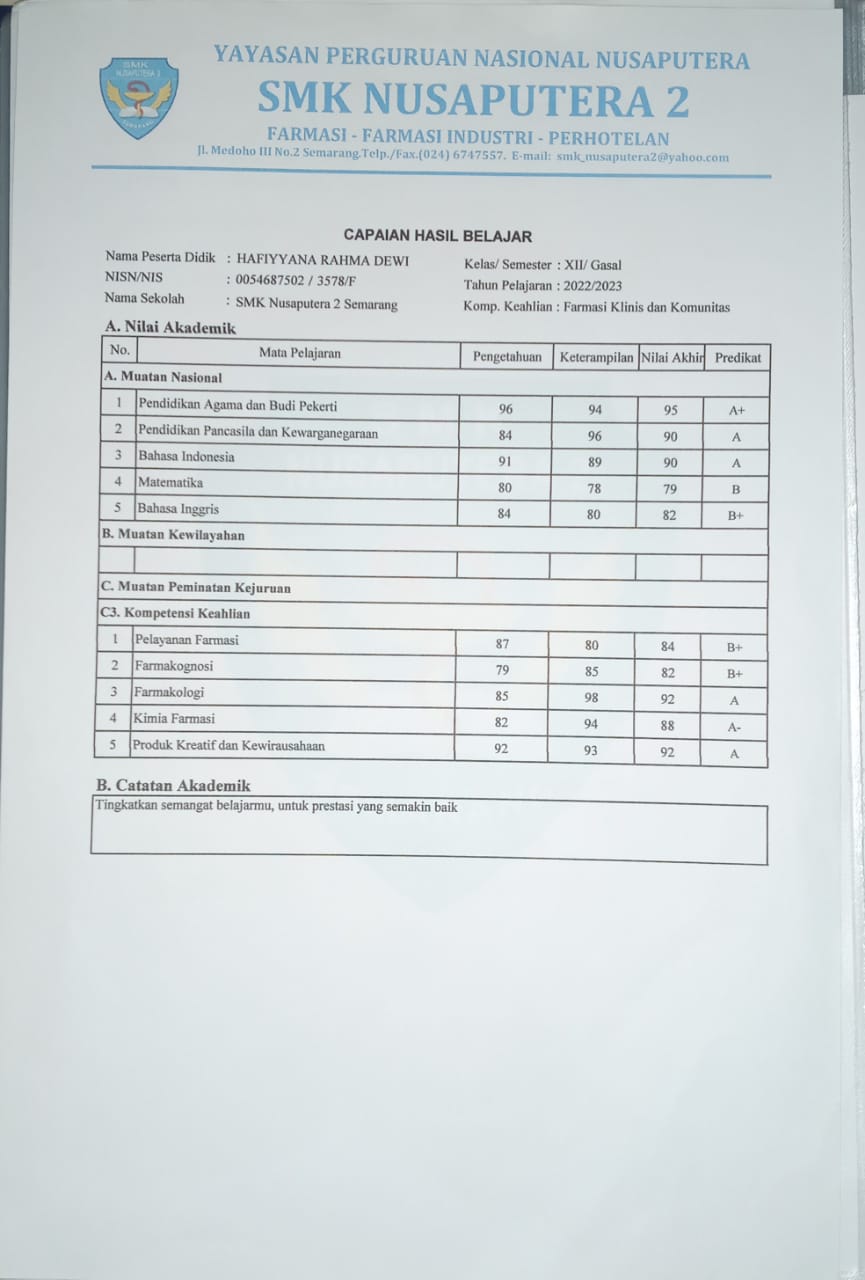 SMK
NUSAPUTERA 2
SEMARANG
YAYASAN PERGURUAN NASIONAL NUSAPUTERA
SMK NUSAPUTERA 2
FARMASI - FARMASI INDUSTRI - PERHOTELAN
Jl. Medoho III No.2 Semarang.Telp./Fax.(024) 6747557. E-mail: smk_nusaputera2@yahoo.com
CAPAIAN HASIL BELAJAR
Nama Peserta Didik : HAFIYYANA RAHMA DEWI Kelas/ Semester : XII/ Gasal
NISN/NIS : 0054687502 / 3578/F Tahun Pelajaran : 2022/2023
Nama Sekolah : SMK Nusaputera 2 Semarang Komp. Keahlian : Farmasi Klinis dan Komunitas
A. Nilai Akademik
No. Mata Pelajaran Pengetahuan Keterampilan Nilai Akhir Predikat
A. Muatan Nasional
1 Pendidikan Agama dan Budi Pekerti 96 94 95 A+
2 Pendidikan Pancasila dan Kewarganegaraan 84 96 90 A
3 Bahasa Indonesia 91 89 90 A
4 Matematika 80 78 79 B
5 Bahasa Inggris 84 80 82 B+
B. Muatan Kewilayahan
C. Muatan Peminatan Kejuruan
C3. Kompetensi Keahlian
1 Pelayanan Farmasi 87 80 84 B+
2 Farmakognosi 79 85 82 B+
3 Farmakologi 85 98 92 A
4 Kimia Farmasi 82 94 88 A-
5 Produk Kreatif dan Kewirausahaan 92 93 92 A
B. Catatan Akademik
Tingkatkan semangat belajarmu, untuk prestasi yang semakin baik